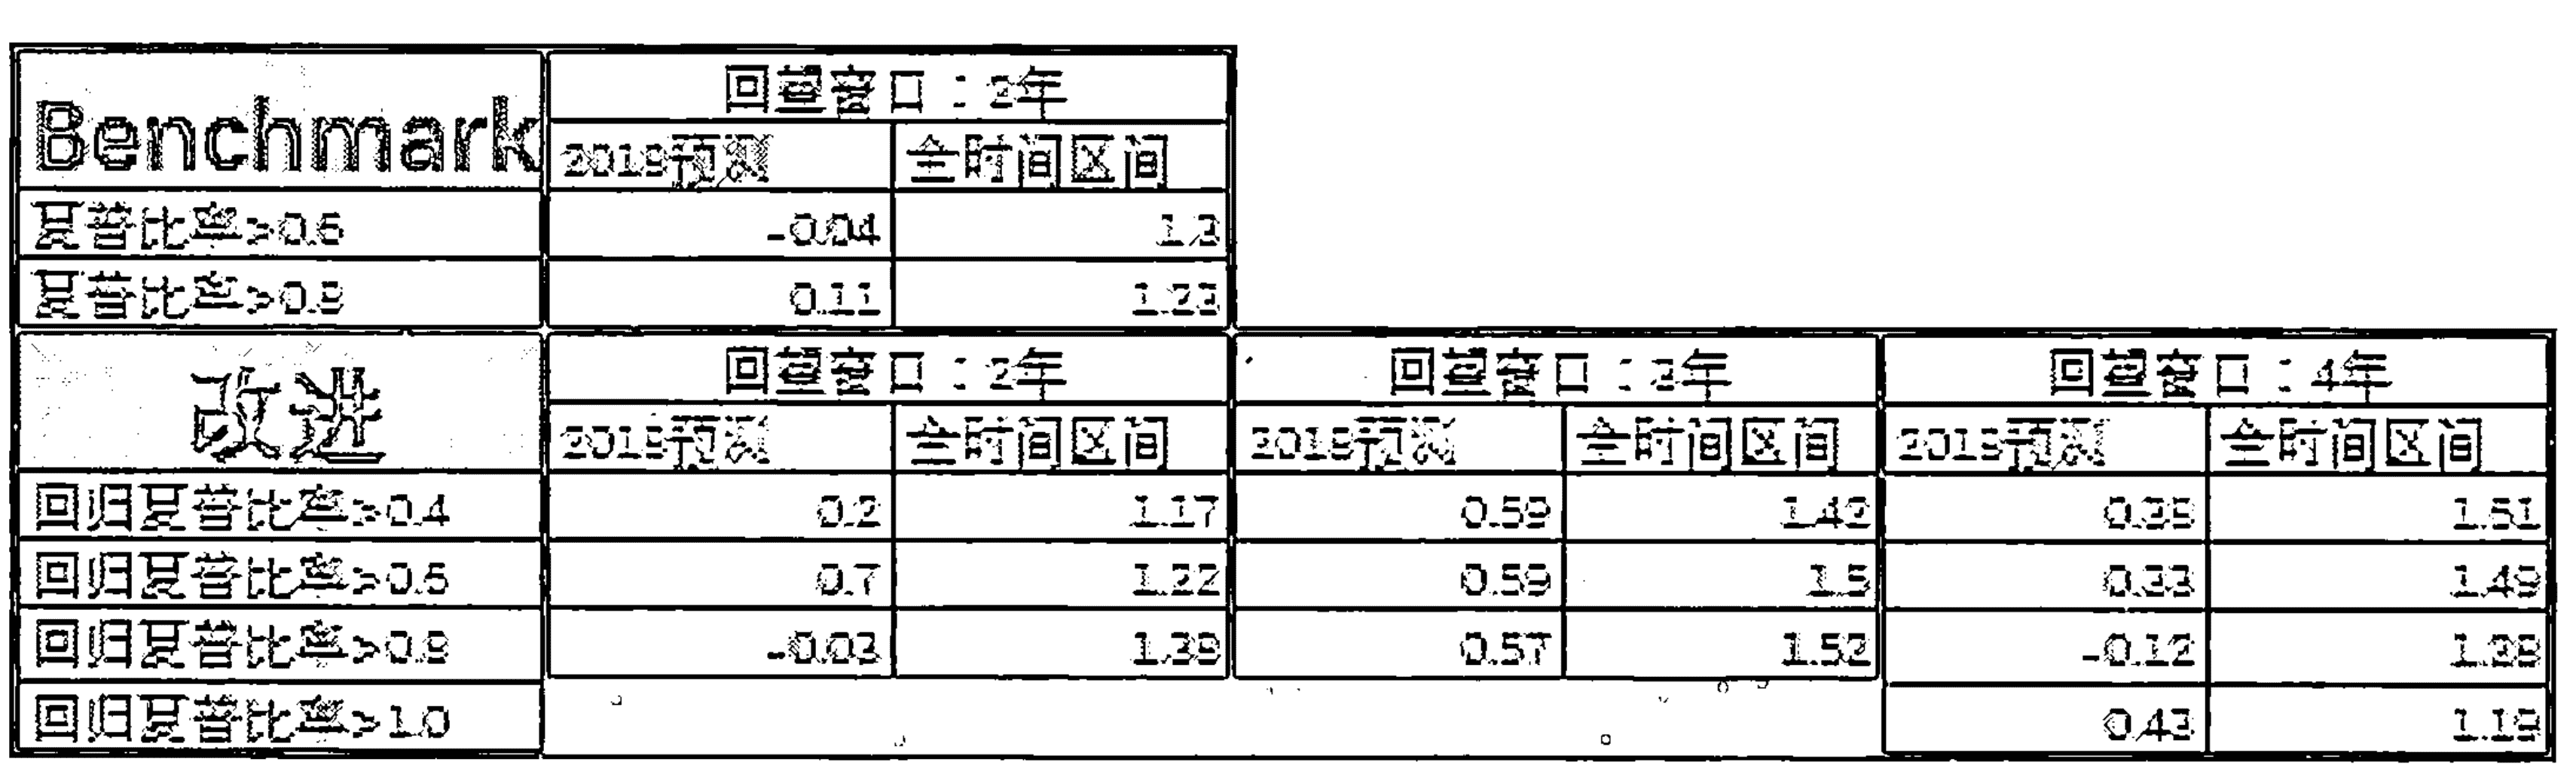 回望窗口：2年
Benchmark
2019预测 全时间区间
夏普比率>0.6 -0.04 1.3
夏普比率>0.8 0.11 1.23
回望窗口：2年 回望窗口：3年 回望窗口：4年
改进
2019预测 全时间区间 2019预测 全时间区间 2019预测 全时间区间
回归夏普比率>0.4 0.2 1.17 0.59 1.42
回归夏普比率>0.6 0.7 1.22 0.59 1.5 0.33 1.49
回归夏普比率>0.8 -0.03 1.39 0.57 1.52 -0.12
回归夏普比率>1.0 0.43 1.19